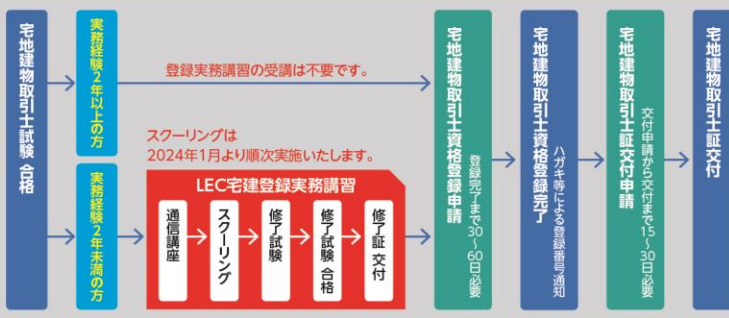 宅地建物取引士試験 合格
実務経験2年以上の方
登録実務講習の受講は不要です。
実務経験2年未満の方
スクーリングは
2024年1月より順次実施いたします。
LEC宅建登録実務講習
通信講座
スクーリング
修了試験
修了試験 合格
修了証 交付
宅地建物取引士資格登録申請
登録完了まで30～60日必要
宅地建物取引士資格登録完了
ハガキ等による登録番号通知
宅地建物取引士証交付申請
交付申請から交付まで15～30日必要
宅地建物取引士証交付